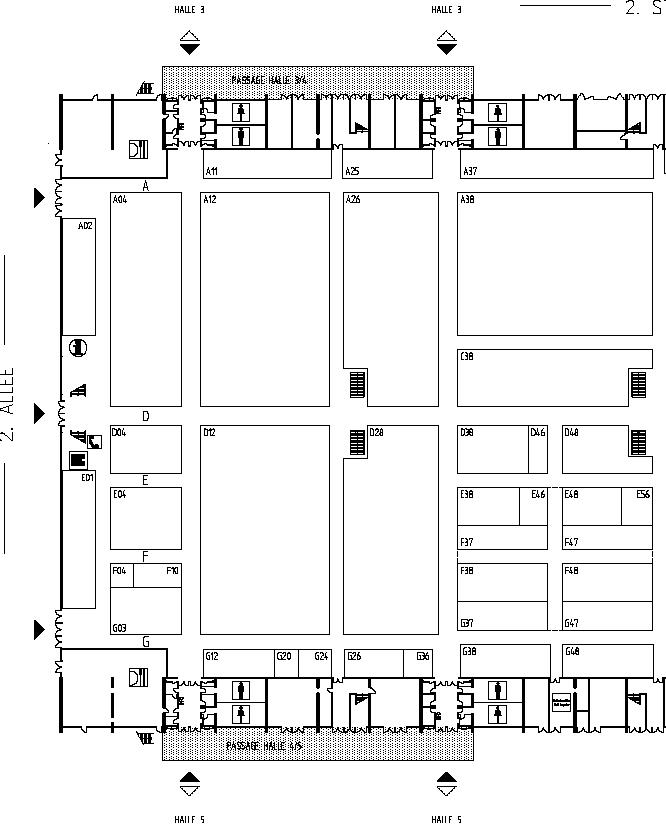 HALLE 3 HALLE 3
2. S
PASSAGE HALLE 3/4
A11 A25 A37
A
A04 A12 A26 A38
A02
C38
2. ALLEE
D
D04 D12 D28 D38 D46 D48
E
E01
E04 E38 E46 E48 E56
F37 F47
F
F04 F10 F38 F48
G03 G37 G47
G
G12 G20 G24 G26 G36 G38 G48
PASSAGE HALLE 4/5
HALLE 5 HALLE 5